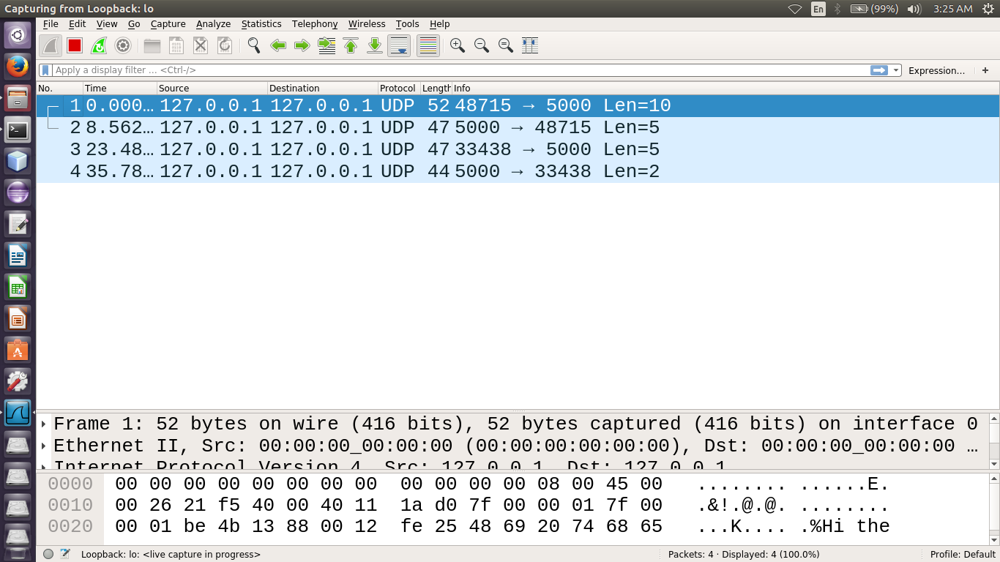 Capturing from Loopback: lo En (99%) 3:25 AM
File Edit View Go Capture Analyze Statistics Telephony Wireless Tools Help
Apply a display filter ... <Ctrl-/> Expression... +
No. Time Source Destination Protocol Length Info
1 0.000… 127.0.0.1 127.0.0.1 UDP 52 48715 → 5000 Len=10
2 8.562… 127.0.0.1 127.0.0.1 UDP 47 5000 → 48715 Len=5
3 23.48… 127.0.0.1 127.0.0.1 UDP 47 33438 → 5000 Len=5
4 35.78… 127.0.0.1 127.0.0.1 UDP 44 5000 → 33438 Len=2
Frame 1: 52 bytes on wire (416 bits), 52 bytes captured (416 bits) on interface 0
Ethernet II, Src: 00:00:00_00:00:00 (00:00:00:00:00:00), Dst: 00:00:00_00:00:00 …
Internet Protocol Version 4, Src: 127.0.0.1, Dst: 127.0.0.1
0000 00 00 00 00 00 00 00 00 00 00 00 00 08 00 45 00 ........ ......E.
0010 00 26 21 f5 40 00 40 11 1a d0 7f 00 00 01 7f 00 .&!.@.@. ........
0020 00 01 be 4b 13 88 00 12 fe 25 48 69 20 74 68 65 ...K.... .%Hi the
Loopback: lo: <live capture in progress> Packets: 4 · Displayed: 4 (100.0%) Profile: Default